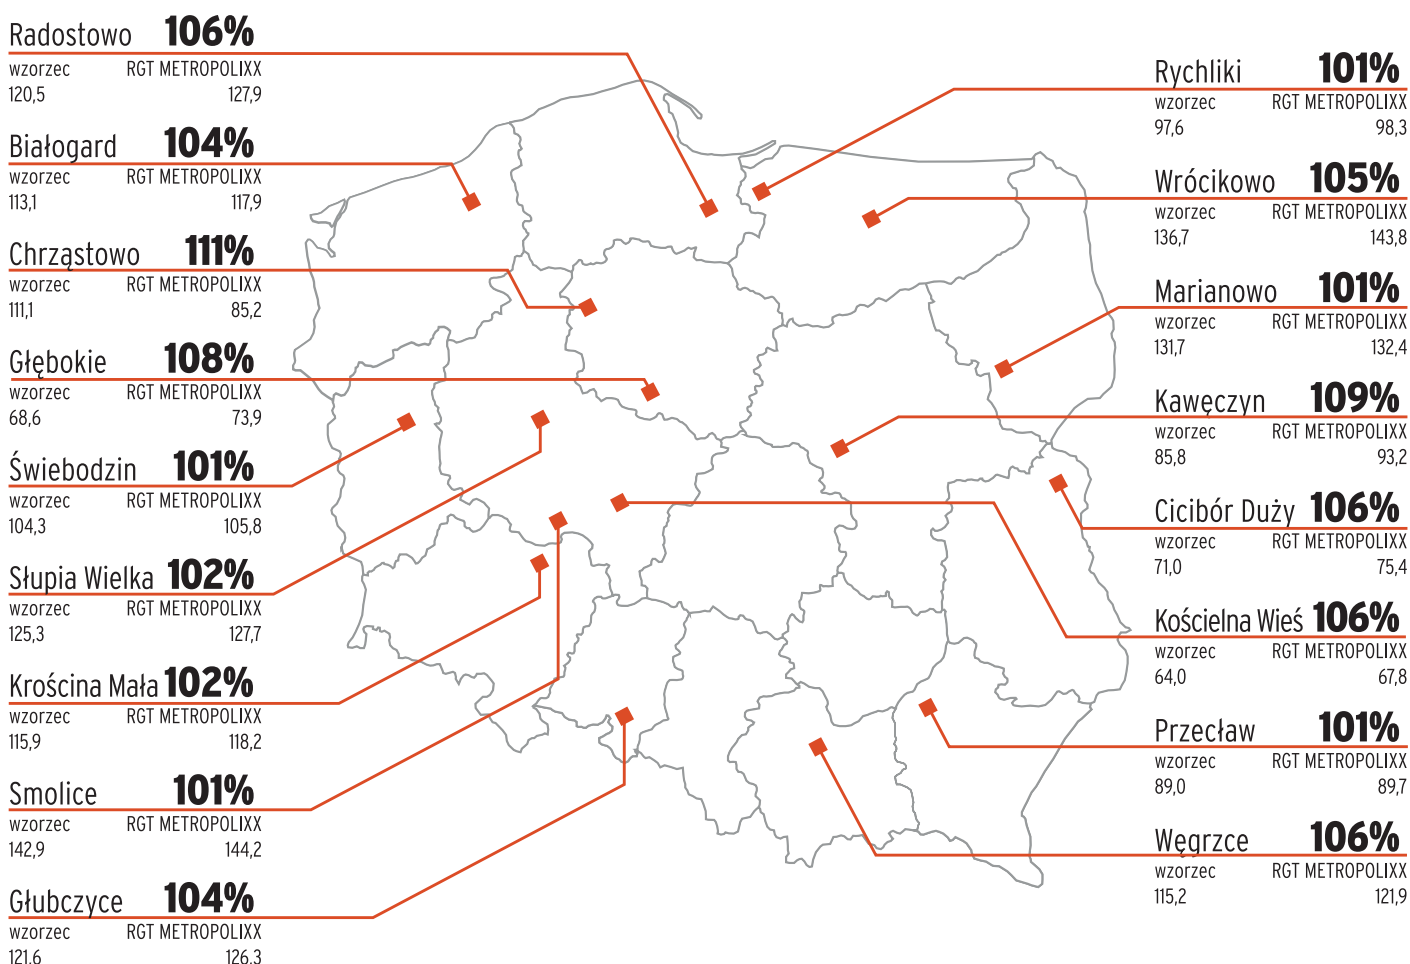 Radostowo 106%
wzorzec RGT METROPOLIXX
120,5 127,9
Białogard 104%
wzorzec RGT METROPOLIXX
113,1 117,9
Chrząstowo 111%
wzorzec RGT METROPOLIXX
111,1 85,2
Głębokie 108%
wzorzec RGT METROPOLIXX
68,6 73,9
Świebodzin 101%
wzorzec RGT METROPOLIXX
104,3 105,8
Słupia Wielka 102%
wzorzec RGT METROPOLIXX
125,3 127,7
Krościna Mała 102%
wzorzec RGT METROPOLIXX
115,9 118,2
Smolice 101%
wzorzec RGT METROPOLIXX
142,9 144,2
Głubczyce 104%
wzorzec RGT METROPOLIXX
121,6 126,3
Rychliki 101%
wzorzec RGT METROPOLIXX
97,6 98,3
Wrócikowo 105%
wzorzec RGT METROPOLIXX
136,7 143,8
Marianowo 101%
wzorzec RGT METROPOLIXX
131,7 132,4
Kawęczyn 109%
wzorzec RGT METROPOLIXX
85,8 93,2
Cicibór Duży 106%
wzorzec RGT METROPOLIXX
71,0 75,4
Kościelna Wieś 106%
wzorzec RGT METROPOLIXX
64,0 67,8
Przecław 101%
wzorzec RGT METROPOLIXX
89,0 89,7
Węgrzce 106%
wzorzec RGT METROPOLIXX
115,2 121,9